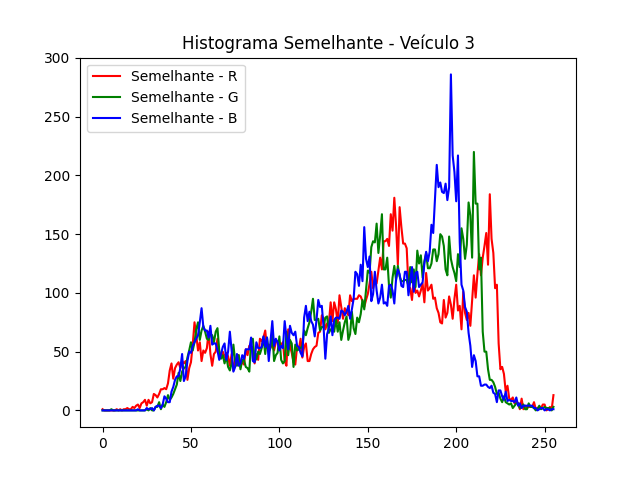 Histograma Semelhante - Veículo 3
Semelhante - R
Semelhante - G
Semelhante - B
300
250
200
150
100
50
0
0 50 100 150 200 250